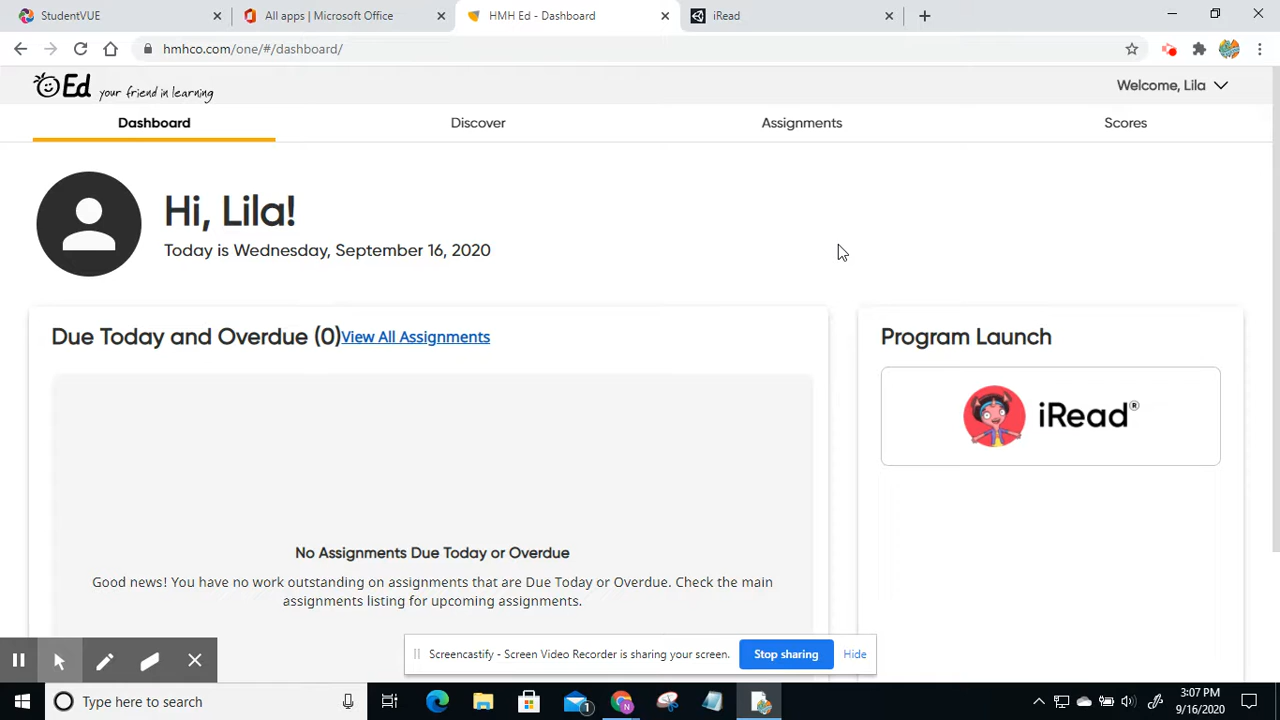 StudentVUE
All apps | Microsoft Office
HMH Ed - Dashboard
iRead
hmhco.com/one/#/dashboard/
Ed your friend in learning
Welcome, Lila
Dashboard
Discover
Assignments
Scores
Hi, Lila!
Today is Wednesday, September 16, 2020
Due Today and Overdue (0)View All Assignments
Program Launch
iRead®
No Assignments Due Today or Overdue
Good news! You have no work outstanding on assignments that are Due Today or Overdue. Check the main
assignments listing for upcoming assignments.
Screencastify - Screen Video Recorder is sharing your screen.
Stop sharing
Hide
Type here to search
1
N
3:07 PM
9/16/2020